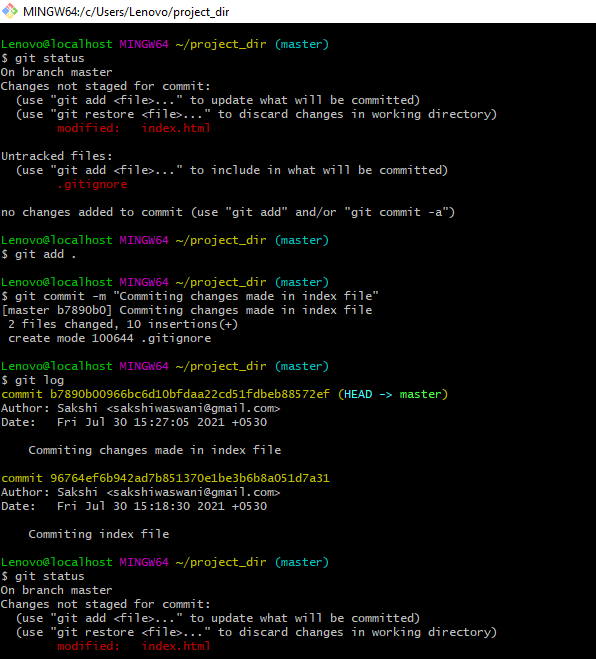 MINGW64:/c/Users/Lenovo/project_dir
Lenovo@localhost MINGW64 ~/project_dir (master)
$ git status
On branch master
Changes not staged for commit:
  (use "git add <file>..." to update what will be committed)
  (use "git restore <file>..." to discard changes in working directory)
        modified:   index.html

Untracked files:
  (use "git add <file>..." to include in what will be committed)
        .gitignore

no changes added to commit (use "git add" and/or "git commit -a")

Lenovo@localhost MINGW64 ~/project_dir (master)
$ git add .

Lenovo@localhost MINGW64 ~/project_dir (master)
$ git commit -m "Commiting changes made in index file"
[master b7890b0] Commiting changes made in index file
 2 files changed, 10 insertions(+)
 create mode 100644 .gitignore

Lenovo@localhost MINGW64 ~/project_dir (master)
$ git log
commit b7890b00966bc6d10bfdaa22cd51fdbeb88572ef (HEAD -> master)
Author: Sakshi <sakshiwaswani@gmail.com>
Date:   Fri Jul 30 15:27:05 2021 +0530

    Commiting changes made in index file

commit 96764ef6b942ad7b851370e1be3b6b8a051d7a31
Author: Sakshi <sakshiwaswani@gmail.com>
Date:   Fri Jul 30 15:18:30 2021 +0530

    Commiting index file

Lenovo@localhost MINGW64 ~/project_dir (master)
$ git status
On branch master
Changes not staged for commit:
  (use "git add <file>..." to update what will be committed)
  (use "git restore <file>..." to discard changes in working directory)
        modified:   index.html